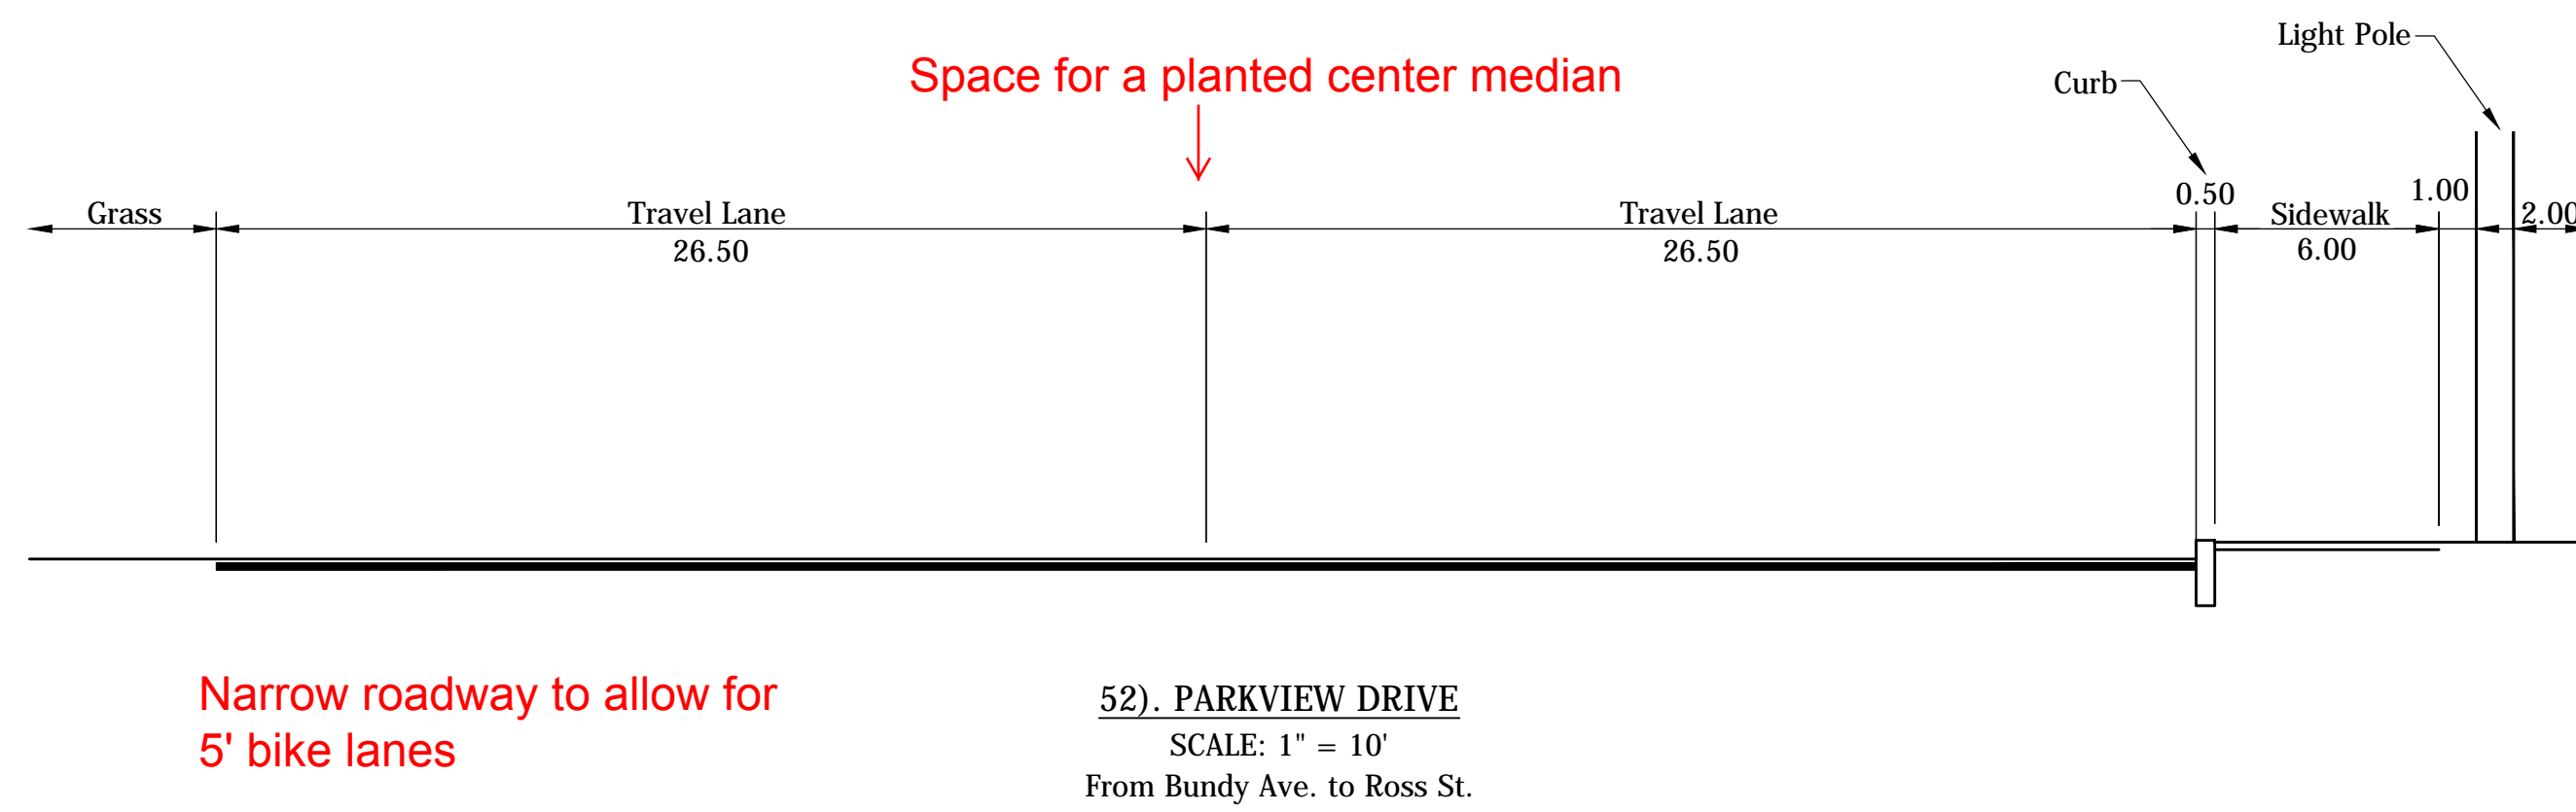 Light Pole
Space for a planted center median
Curb
0.50
1.00
Grass
Travel Lane
Travel Lane
Sidewalk
2.00
26.50
26.50
6.00
Narrow roadway to allow for
5' bike lanes
52). PARKVIEW DRIVE
SCALE: 1" = 10'
From Bundy Ave. to Ross St.